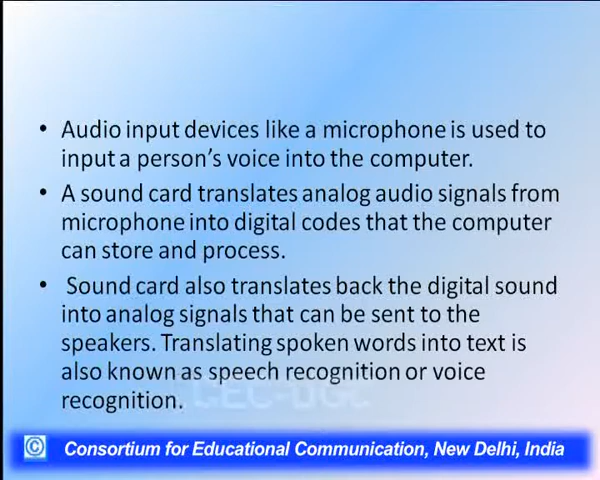 • Audio input devices like a microphone is used to
input a person's voice into the computer.
• A sound card translates analog audio signals from
microphone into digital codes that the computer
can store and process.
• Sound card also translates back the digital sound
into analog signals that can be sent to the
speakers. Translating spoken words into text is
also known as speech recognition or voice
recognition.
CEC-UGC
© Consortium for Educational Communication, New Delhi, India